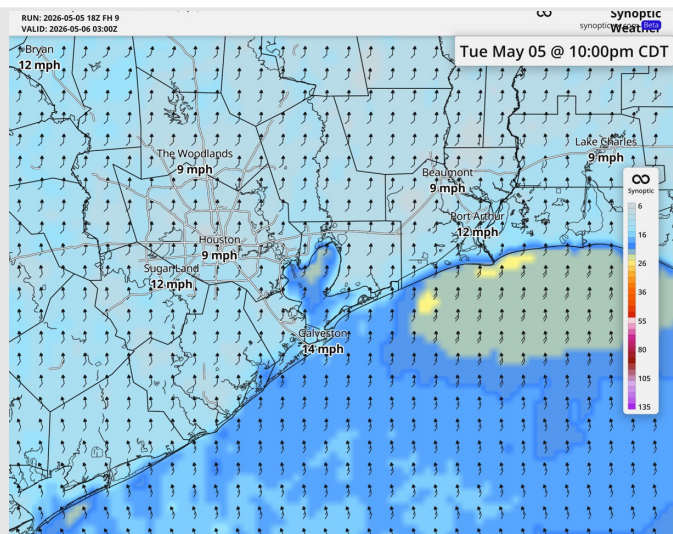 RUN: 2026-05-05 18Z FH 9
VALID: 2026-05-06 03:00Z
Synoptic
Weather
Beta
Tue May 05 @ 10:00pm CDT
Bryan
12 mph
The Woodlands
9 mph
Lake Charles
9 mph
Beaumont
9 mph
Port Arthur
12 mph
Houston
9 mph
Sugar Land
12 mph
Galveston
14 mph
Synoptic
6
16
26
36
55
80
105
135